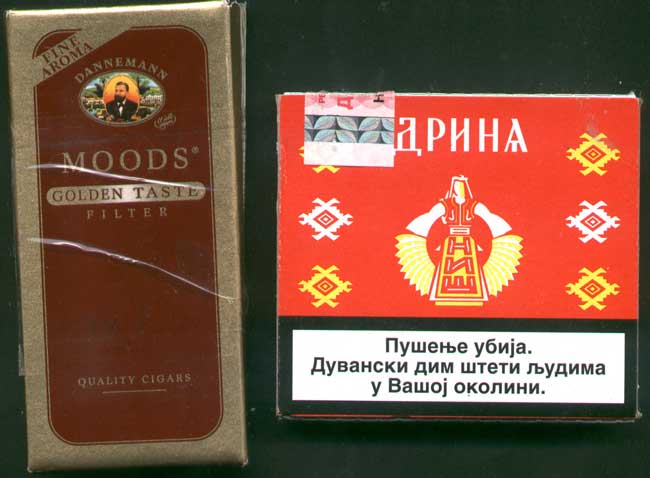 FINE
AROMA
DANNEMANN
MOODS®
GOLDEN TASTE
FILTER
QUALITY CIGARS
ДРИНА
НИШ
Пушење убија.
Дувански дим штети људима
у Вашој околини.